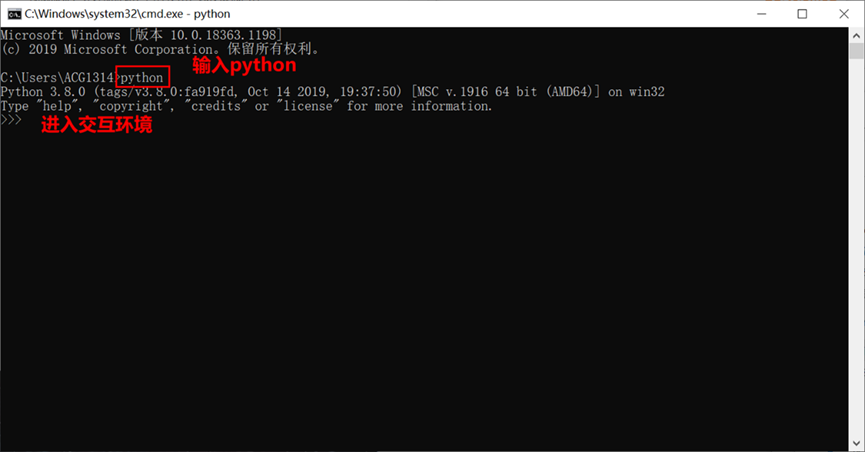 C:\Windows\system32\cmd.exe - python
Microsoft Windows [版本 10.0.18363.1198]
(c) 2019 Microsoft Corporation。保留所有权利。
输入python
C:\Users\ACG1314>python
Python 3.8.0 (tags/v3.8.0:fa919fd, Oct 14 2019, 19:37:50) [MSC v.1916 64 bit (AMD64)] on win32
Type "help", "copyright", "credits" or "license" for more information.
>>>
进入交互环境